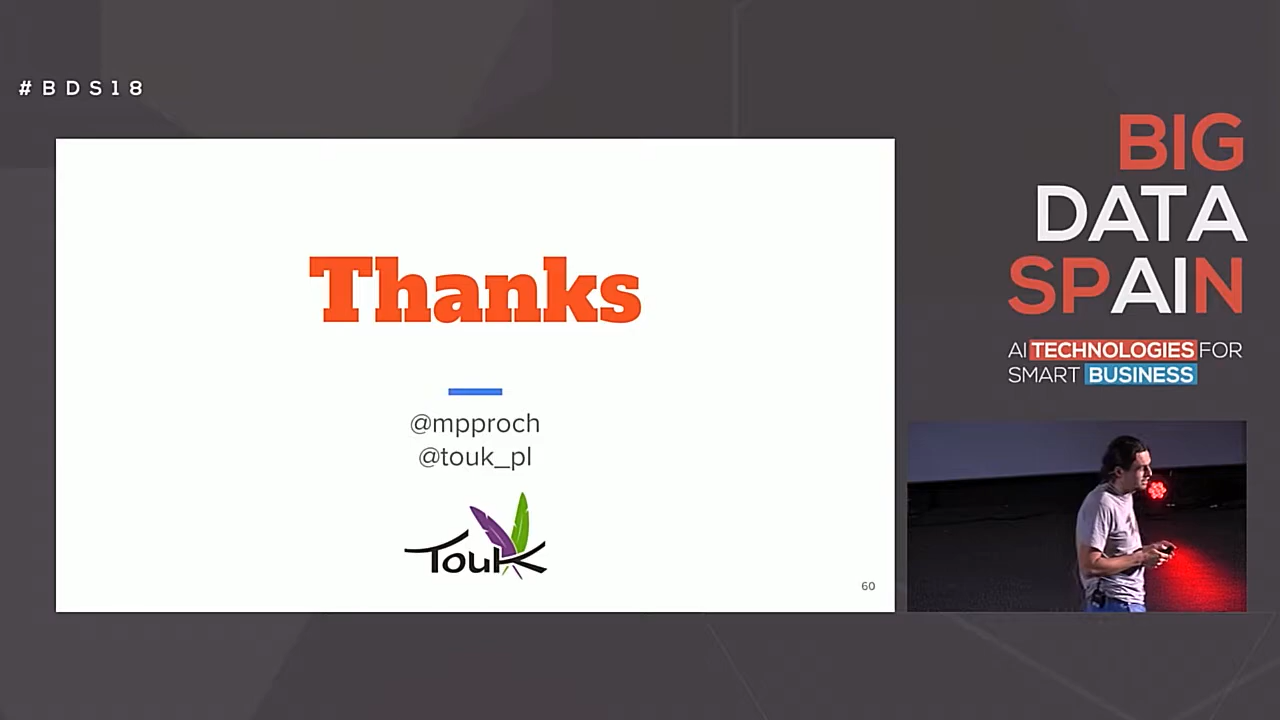 #BDS18
Thanks
@mpproch
@touk_pl
Touk
60
BIG
DATA
SPAIN
AI TECHNOLOGIES FOR
SMART BUSINESS